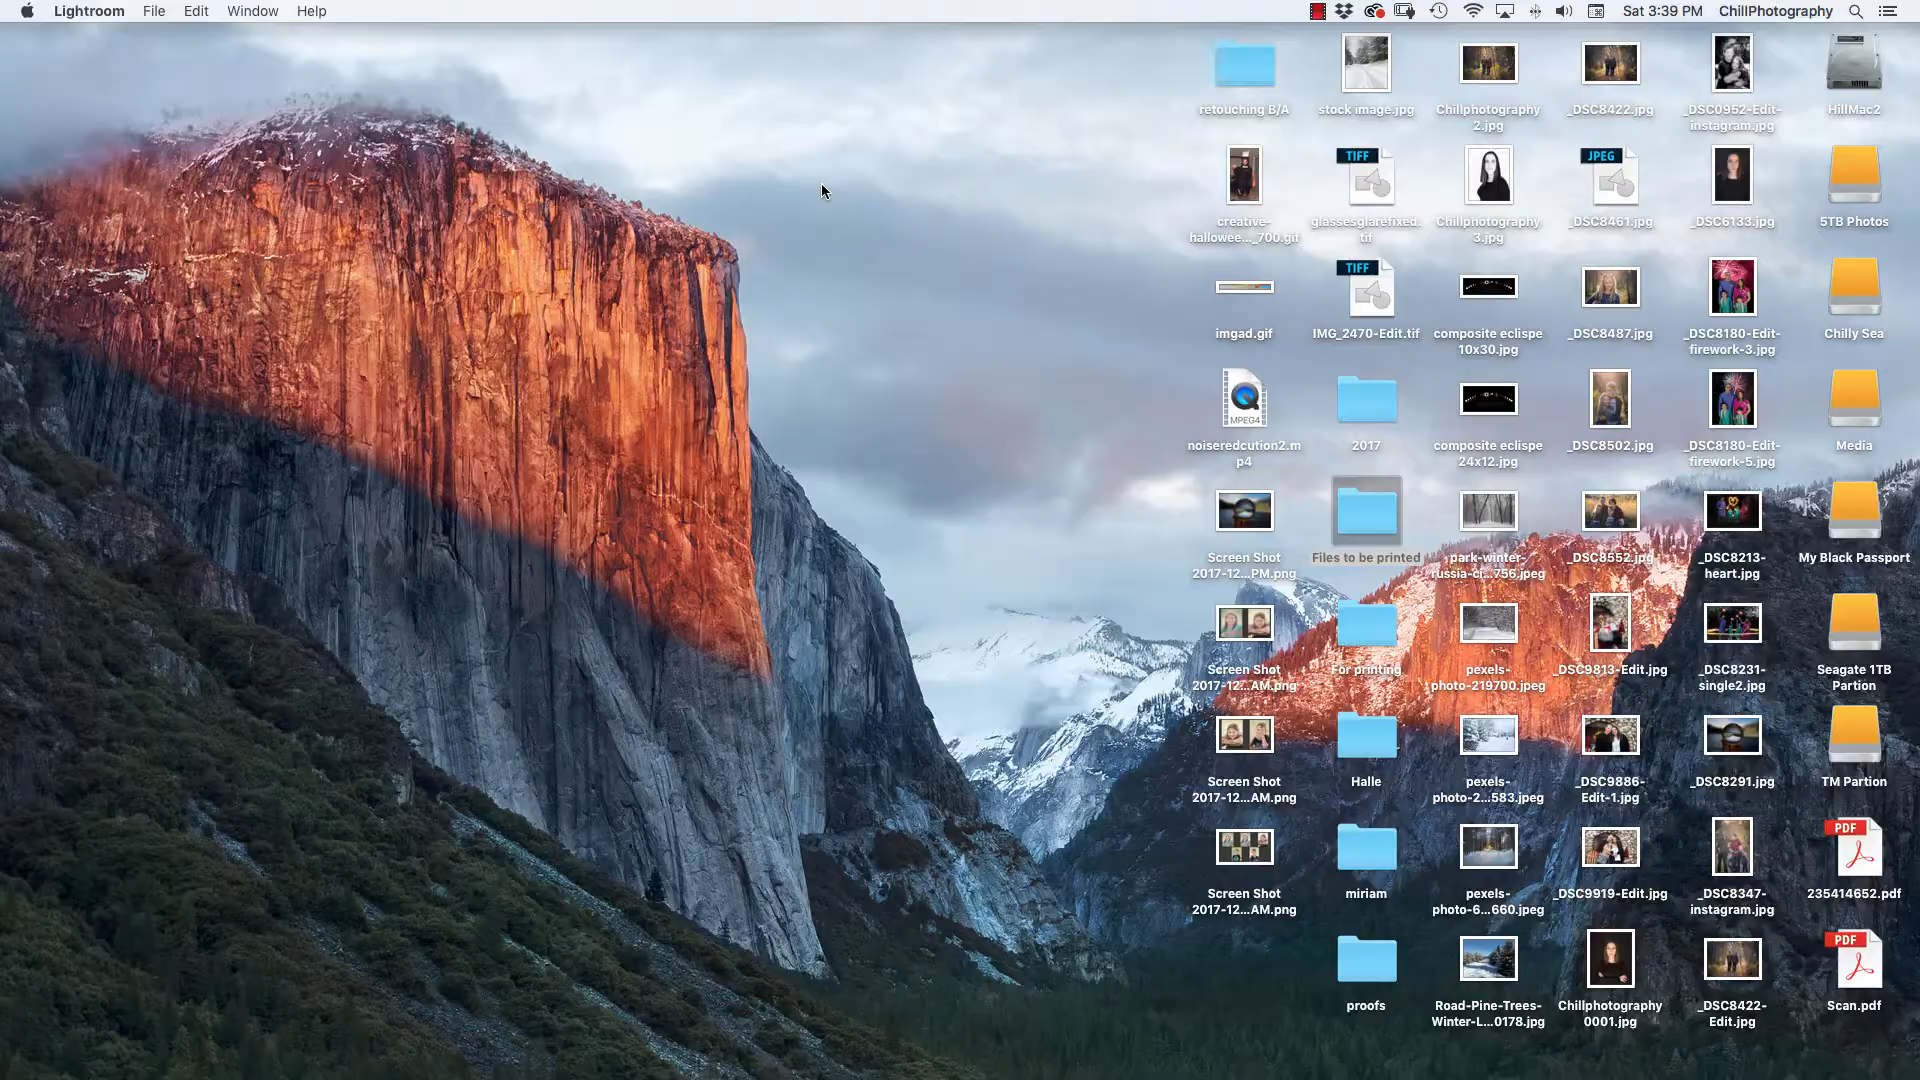 Lightroom File Edit Window Help
Sat 3:39 PM ChillPhotography
retouching B/A
stock image.jpg
Chillphotography
2.jpg
_DSC8422.jpg
_DSC0952-Edit-
instagram.jpg
HillMac2
creative-
hallowee..._700.gif
TIFF
glassesglarefixed.
tif
Chillphotography
3.jpg
JPEG
_DSC8461.jpg
_DSC6133.jpg
5TB Photos
imgad.gif
TIFF
IMG_2470-Edit.tif
composite eclispe
10x30.jpg
_DSC8487.jpg
_DSC8180-Edit-
firework-3.jpg
Chilly Sea
MPEG4
noiseredcution2.m
p4
2017
composite eclispe
24x12.jpg
_DSC8502.jpg
_DSC8180-Edit-
firework-5.jpg
Media
Screen Shot
2017-12...PM.png
Files to be printed
park-winter-
russia-ci...756.jpeg
_DSC8552.jpg
_DSC8213-
heart.jpg
My Black Passport
Screen Shot
2017-12...AM.png
For printing
pexels-
photo-219700.jpeg
_DSC9813-Edit.jpg
_DSC8231-
single2.jpg
Seagate 1TB
Partion
Screen Shot
2017-12...AM.png
Halle
pexels-
photo-2...583.jpeg
_DSC9886-
Edit-1.jpg
_DSC8291.jpg
TM Partion
Screen Shot
2017-12...AM.png
miriam
pexels-
photo-6...660.jpeg
_DSC9919-Edit.jpg
_DSC8347-
instagram.jpg
PDF
235414652.pdf
proofs
Road-Pine-Trees-
Winter-L...0178.jpg
Chillphotography
0001.jpg
_DSC8422-
Edit.jpg
PDF
Scan.pdf